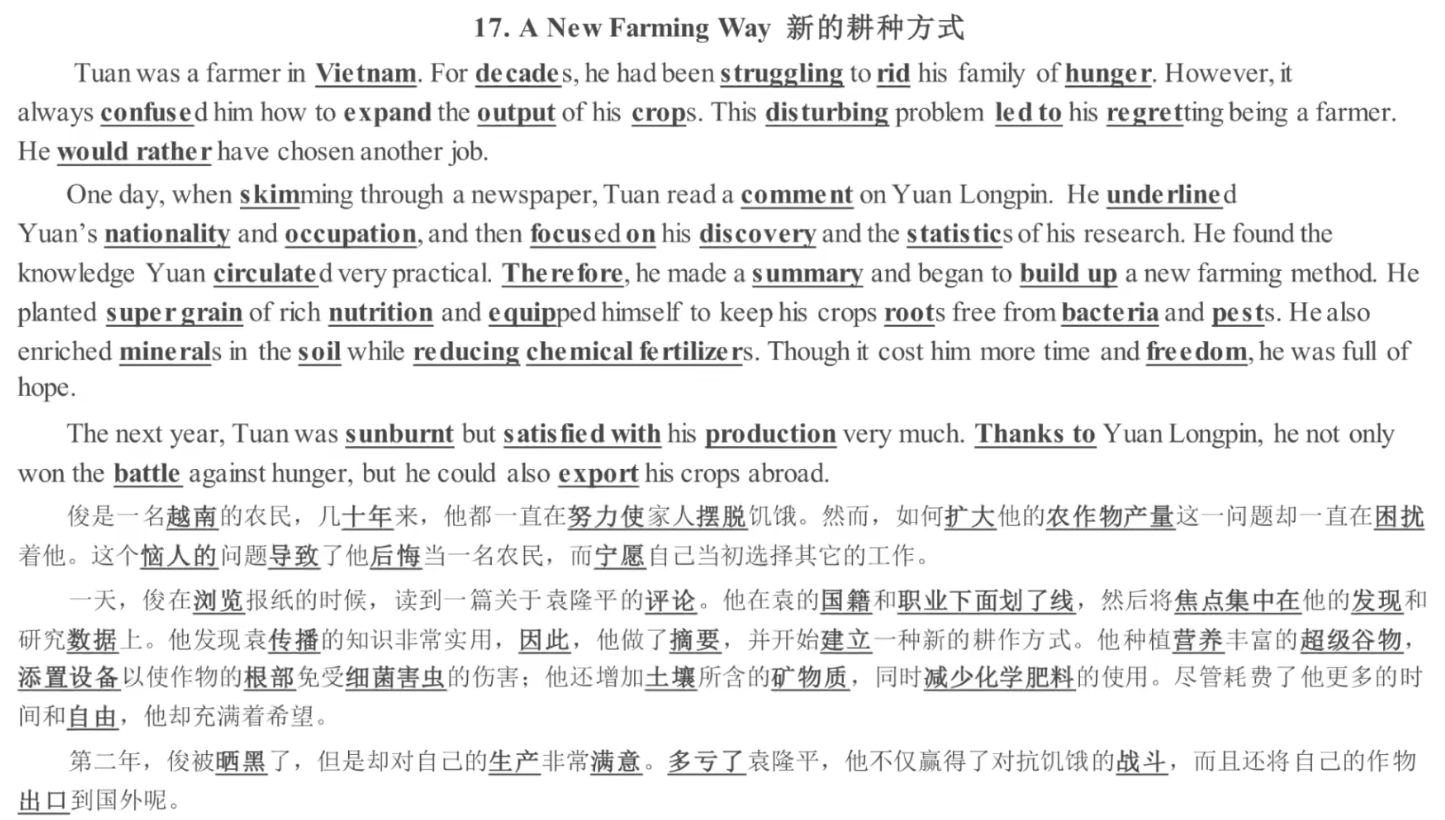 17. A New Farming Way 新的耕种方式
Tuan was a farmer in Vietnam. For decades, he had been struggling to rid his family of hunger. However, it
always confused him how to expand the output of his crops. This disturbing problem led to his regretting being a farmer.
He would rather have chosen another job.
One day, when skimming through a newspaper, Tuan read a comment on Yuan Longpin. He underlined
Yuan's nationality and occupation, and then focused on his discovery and the statistics of his research. He found the
knowledge Yuan circulated very practical. Therefore, he made a summary and began to build up a new farming method. He
planted super grain of rich nutrition and equipped himself to keep his crops roots free from bacteria and pests. He also
enriched minerals in the soil while reducing chemical fertilizers. Though it cost him more time and freedom, he was full of
hope.
The next year, Tuan was sunburnt but satisfied with his production very much. Thanks to Yuan Longpin, he not only
won the battle against hunger, but he could also export his crops abroad.
俊是一名越南的农民，几十年来，他都一直在努力使家人摆脱饥饿。然而，如何扩大他的农作物产量这一问题却一直在困扰
着他。这个恼人的问题导致了他后悔当一名农民，而宁愿自己当初选择其它的工作。
一天，俊在浏览报纸的时候，读到一篇关于袁隆平的评论。他在袁的国籍和职业下面划了线，然后将焦点集中在他的发现和
研究数据上。他发现袁传播的知识非常实用，因此，他做了摘要，并开始建立一种新的耕作方式。他种植营养丰富的超级谷物，
添置设备以使作物的根部免受细菌害虫的伤害；他还增加土壤所含的矿物质，同时减少化学肥料的使用。尽管耗费了他更多的时
间和自由，他却充满着希望。
第二年，俊被晒黑了，但是却对自己的生产非常满意。多亏了袁隆平，他不仅赢得了对抗饥饿的战斗，而且还将自己的作物
出口到国外呢。